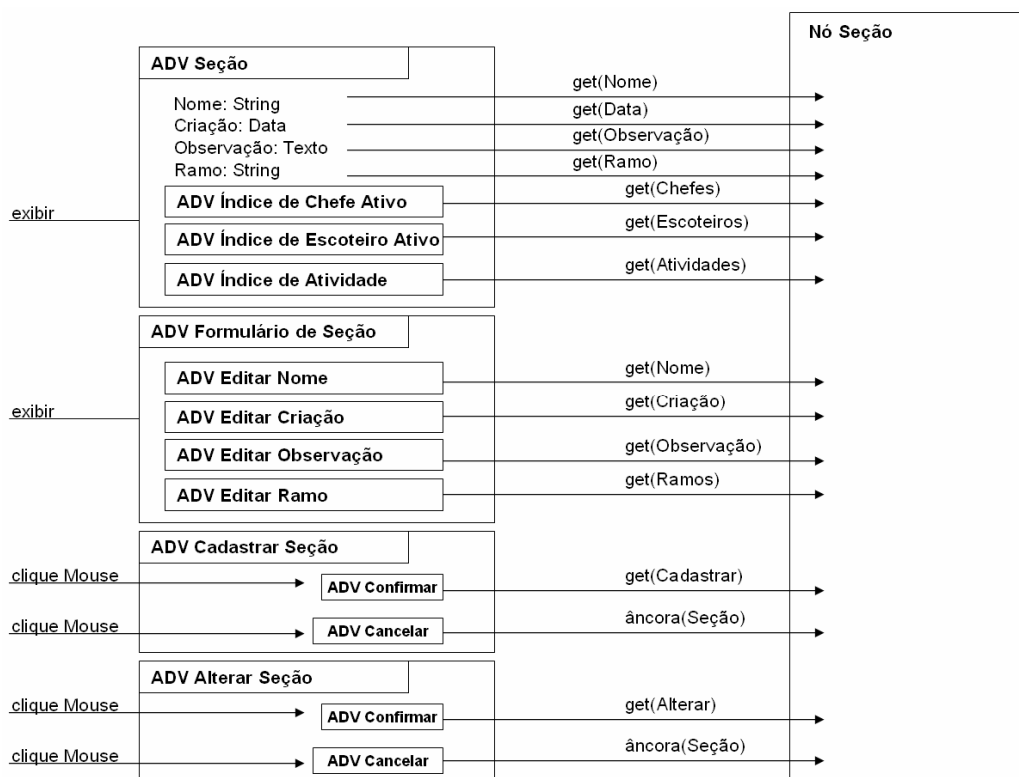 Nó Seção
ADV Seção
Nome: String
get(Nome)
Criação: Data
get(Data)
Observação: Texto
get(Observação)
Ramo: String
get(Ramo)
exibir
ADV Índice de Chefe Ativo
get(Chefes)
ADV Índice de Escoteiro Ativo
get(Escoteiros)
ADV Índice de Atividade
get(Atividades)
ADV Formulário de Seção
exibir
ADV Editar Nome
get(Nome)
ADV Editar Criação
get(Criação)
ADV Editar Observação
get(Observação)
ADV Editar Ramo
get(Ramos)
ADV Cadastrar Seção
clique Mouse
ADV Confirmar
get(Cadastrar)
clique Mouse
ADV Cancelar
âncora(Seção)
ADV Alterar Seção
clique Mouse
ADV Confirmar
get(Alterar)
clique Mouse
ADV Cancelar
âncora(Seção)